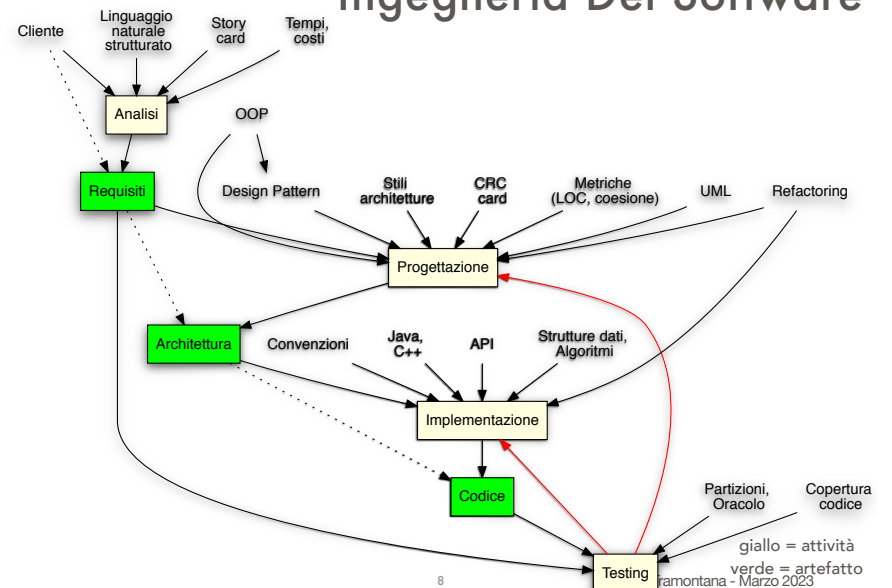 Ingegneria Del Software
Cliente
Linguaggio
naturale
strutturato
Story
card
Tempi,
costi
Analisi
OOP
Requisiti
Design Pattern
Stili
architetture
CRC
card
Metriche
(LOC, coesione)
UML
Refactoring
Progettazione
Architettura
Convenzioni
Java,
C++
API
Strutture dati,
Algoritmi
Implementazione
Codice
Partizioni,
Oracolo
Copertura
codice
Testing
giallo = attività
verde = artefatto
8
ramontana - Marzo 2023